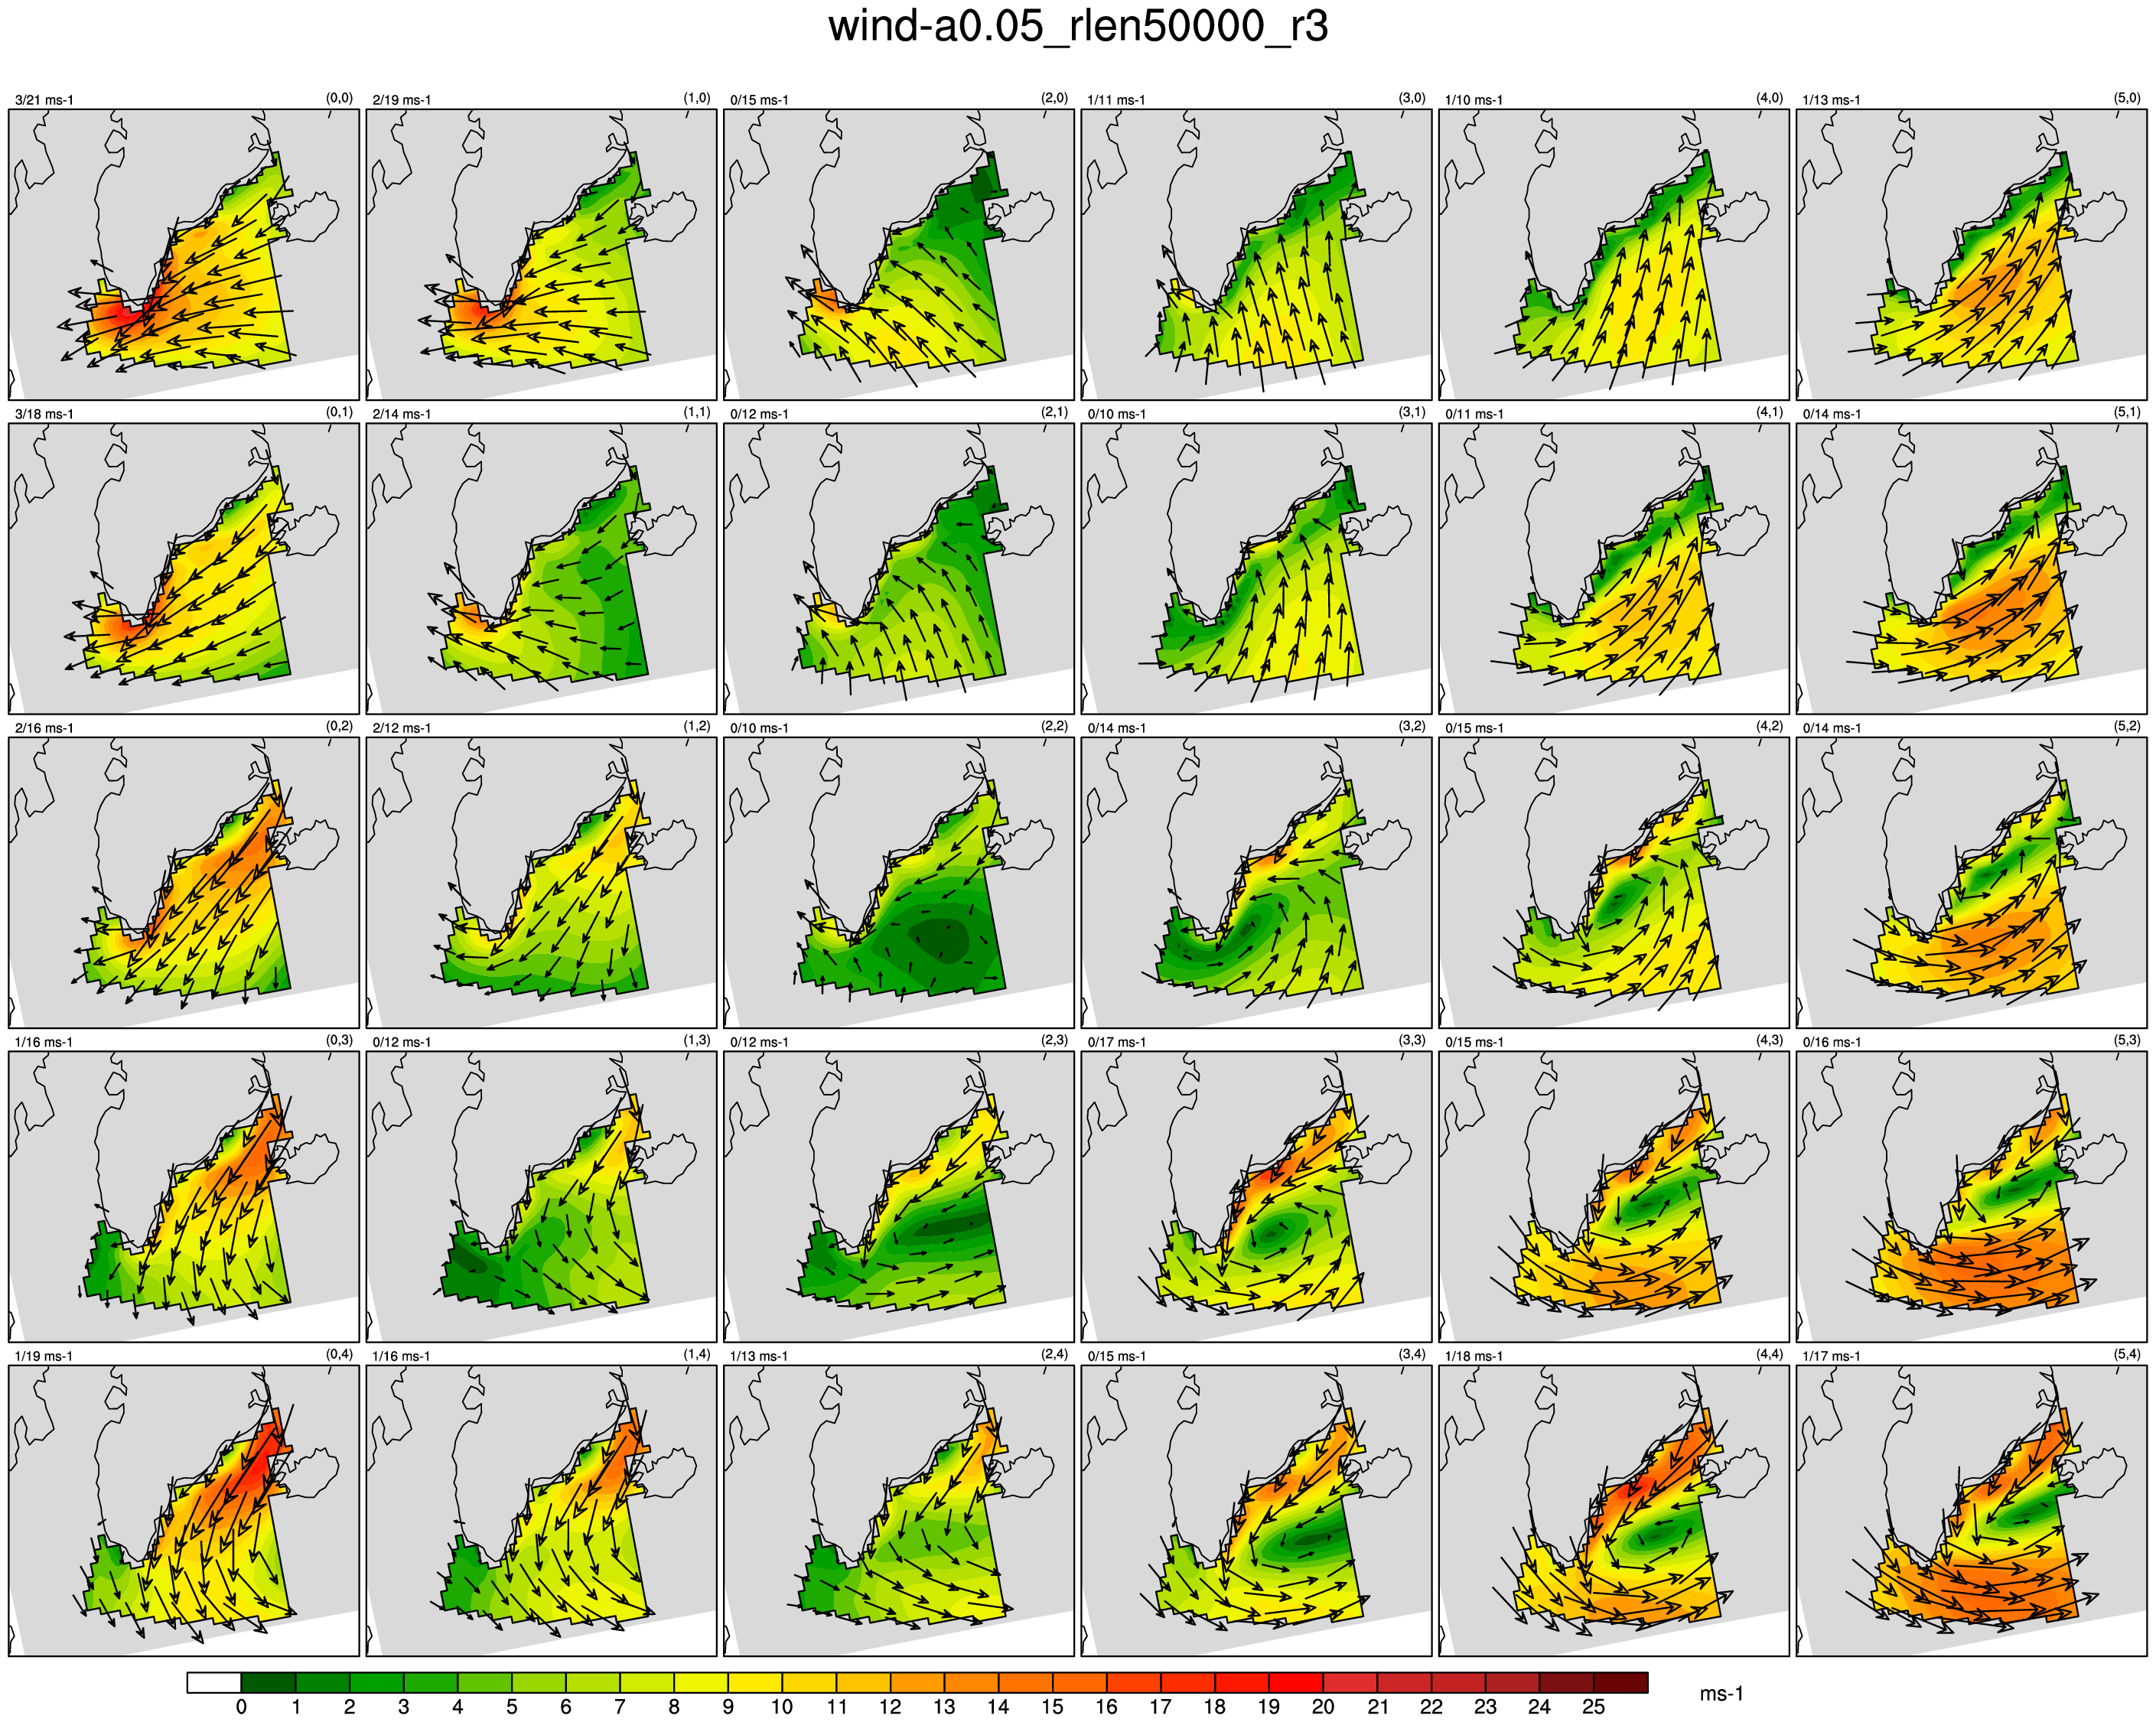 wind-a0.05_rlen50000_r3
3/21 ms-1 (0,0) 2/19 ms-1 (1,0) 0/15 ms-1 (2,0) 1/11 ms-1 (3,0) 1/10 ms-1 (4,0) 1/13 ms-1 (5,0)
3/18 ms-1 (0,1) 2/14 ms-1 (1,1) 0/12 ms-1 (2,1) 0/10 ms-1 (3,1) 0/11 ms-1 (4,1) 0/14 ms-1 (5,1)
2/16 ms-1 (0,2) 2/12 ms-1 (1,2) 0/10 ms-1 (2,2) 0/14 ms-1 (3,2) 0/15 ms-1 (4,2) 0/14 ms-1 (5,2)
1/16 ms-1 (0,3) 0/12 ms-1 (1,3) 0/12 ms-1 (2,3) 0/17 ms-1 (3,3) 0/15 ms-1 (4,3) 0/16 ms-1 (5,3)
1/19 ms-1 (0,4) 1/16 ms-1 (1,4) 1/13 ms-1 (2,4) 0/15 ms-1 (3,4) 1/18 ms-1 (4,4) 1/17 ms-1 (5,4)
0 1 2 3 4 5 6 7 8 9 10 11 12 13 14 15 16 17 18 19 20 21 22 23 24 25 ms-1